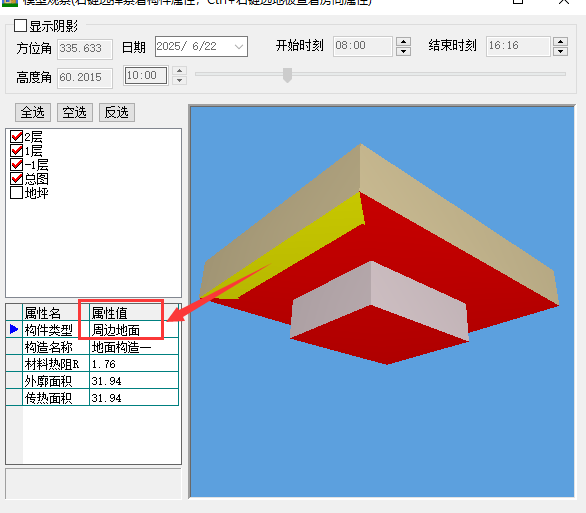 模型观察(右键选择察看构件属性, Ctrl+右键选地板查看房间属性)
显示阴影
方位角 335.633 日期 2025/ 6/22 开始时刻 08:00 结束时刻 16:16
高度角 60.2015 10:00
全选 空选 反选
2层
1层
-1层
总图
地坪
属性名 属性值
构件类型 周边地面
构造名称 地面构造一
材料热阻R 1.76
外廓面积 31.94
传热面积 31.94